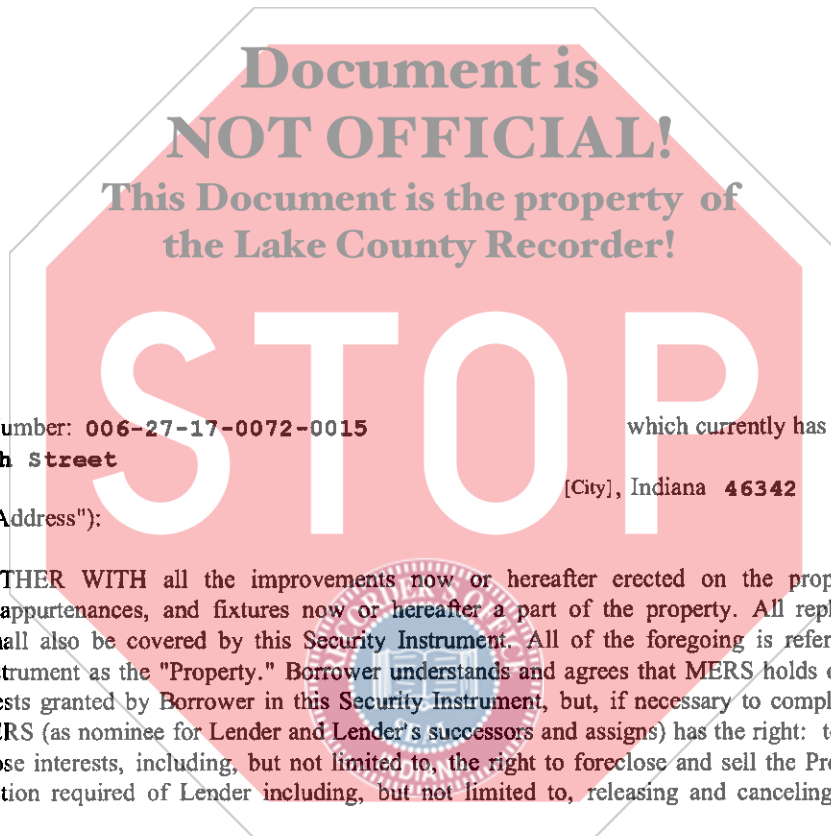 Document is
NOT OFFICIAL!
This Document is the property of
the Lake County Recorder!
STOP
umber: 006-27-17-0072-0015 which currently has
h Street
[City], Indiana 46342
Address"):
THER WITH all the improvements now or hereafter erected on the prop
appurtenances, and fixtures now or hereafter a part of the property. All repl
all also be covered by this Security Instrument. All of the foregoing is refer
strument as the "Property." Borrower understands and agrees that MERS holds
ests granted by Borrower in this Security Instrument, but, if necessary to compl
ERS (as nominee for Lender and Lender's successors and assigns) has the right: t
ose interests, including, but not limited to, the right to foreclose and sell the Pro
tion required of Lender including, but not limited to, releasing and canceling
RECORDER'S
INDIANA